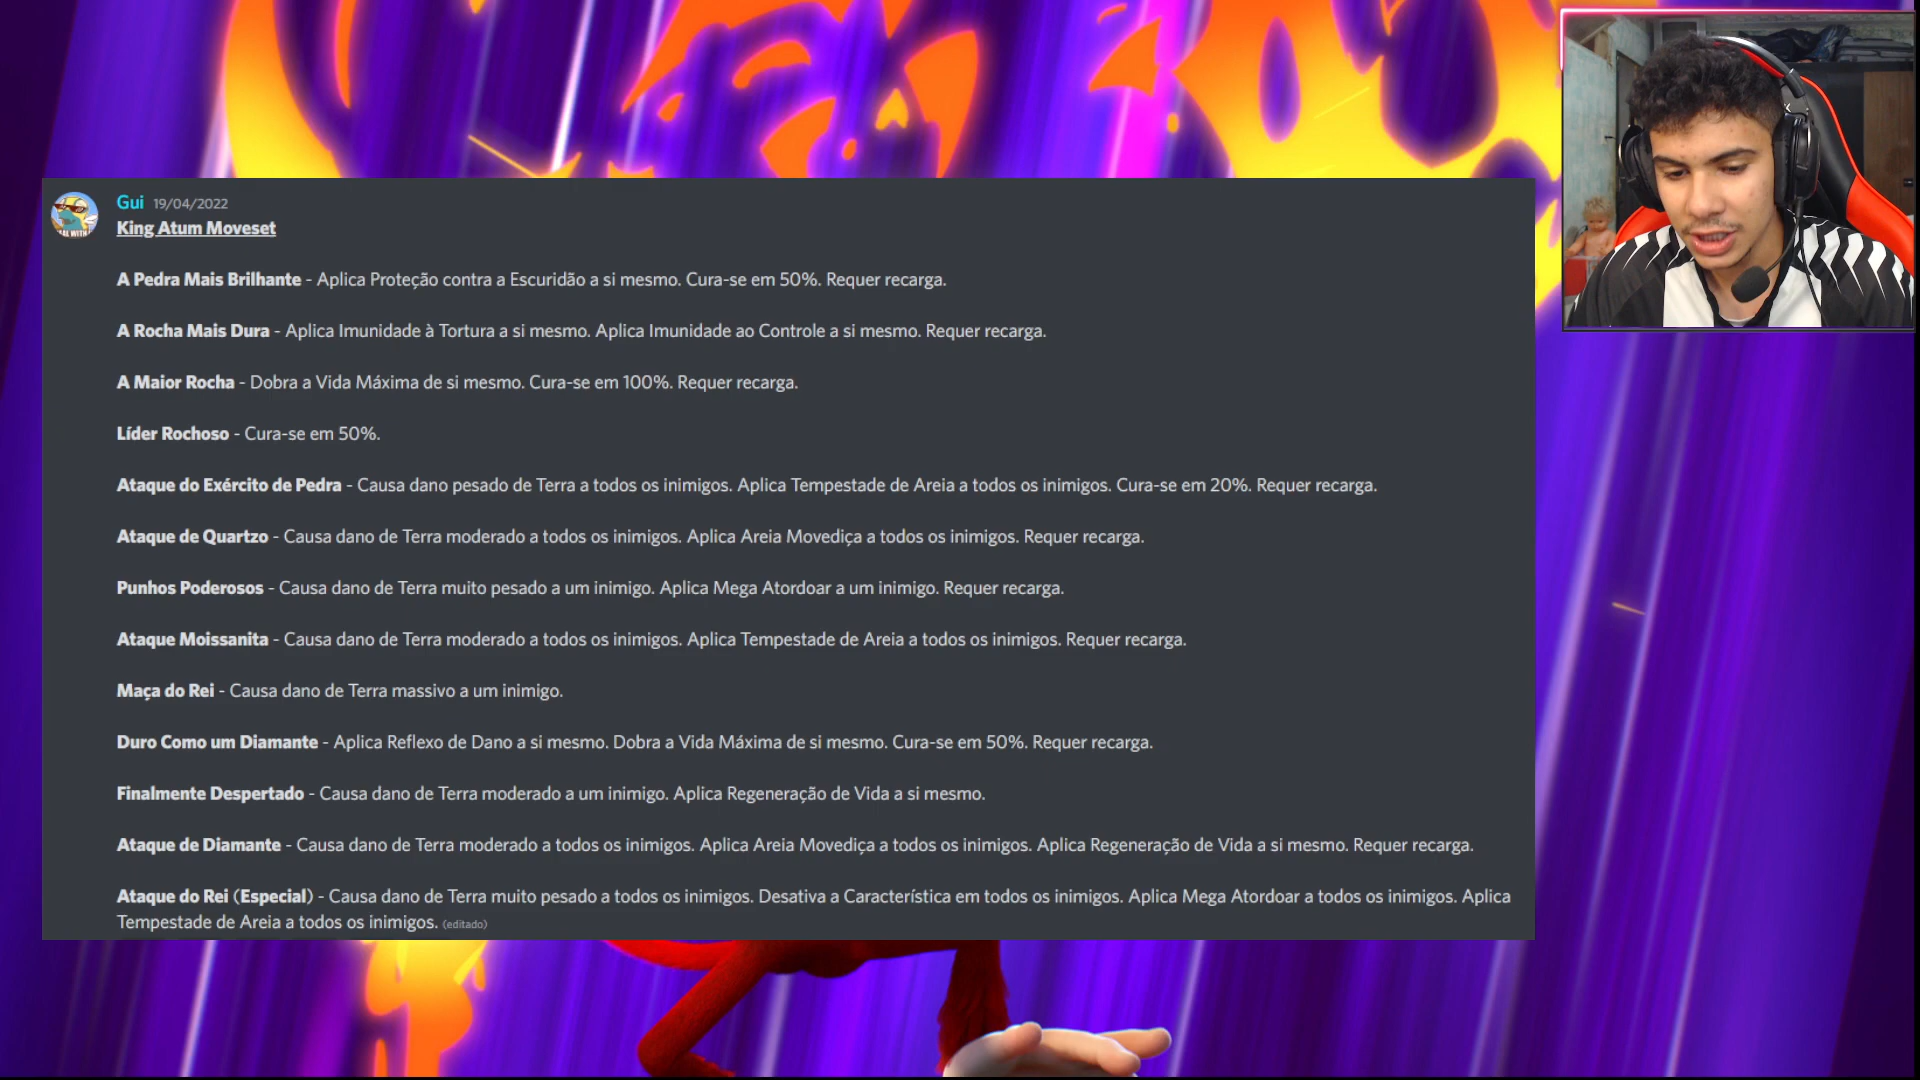 Gui 19/04/2022
King Atum Moveset
A Pedra Mais Brilhante - Aplica Proteção contra a Escuridão a si mesmo. Cura-se em 50%. Requer recarga.
A Rocha Mais Dura - Aplica Imunidade à Tortura a si mesmo. Aplica Imunidade ao Controle a si mesmo. Requer recarga.
A Maior Rocha - Dobra a Vida Máxima de si mesmo. Cura-se em 100%. Requer recarga.
Líder Rochoso - Cura-se em 50%.
Ataque do Exército de Pedra - Causa dano pesado de Terra a todos os inimigos. Aplica Tempestade de Areia a todos os inimigos. Cura-se em 20%. Requer recarga.
Ataque de Quartzo - Causa dano de Terra moderado a todos os inimigos. Aplica Areia Movediça a todos os inimigos. Requer recarga.
Punhos Poderosos - Causa dano de Terra muito pesado a um inimigo. Aplica Mega Atordoar a um inimigo. Requer recarga.
Ataque Moissanita - Causa dano de Terra moderado a todos os inimigos. Aplica Tempestade de Areia a todos os inimigos. Requer recarga.
Maça do Rei - Causa dano de Terra massivo a um inimigo.
Duro Como um Diamante - Aplica Reflexo de Dano a si mesmo. Dobra a Vida Máxima de si mesmo. Cura-se em 50%. Requer recarga.
Finalmente Despertado - Causa dano de Terra moderado a um inimigo. Aplica Regeneração de Vida a si mesmo.
Ataque de Diamante - Causa dano de Terra moderado a todos os inimigos. Aplica Areia Movediça a todos os inimigos. Aplica Regeneração de Vida a si mesmo. Requer recarga.
Ataque do Rei (Especial) - Causa dano de Terra muito pesado a todos os inimigos. Desativa a Característica em todos os inimigos. Aplica Mega Atordoar a todos os inimigos. Aplica
Tempestade de Areia a todos os inimigos. (editado)